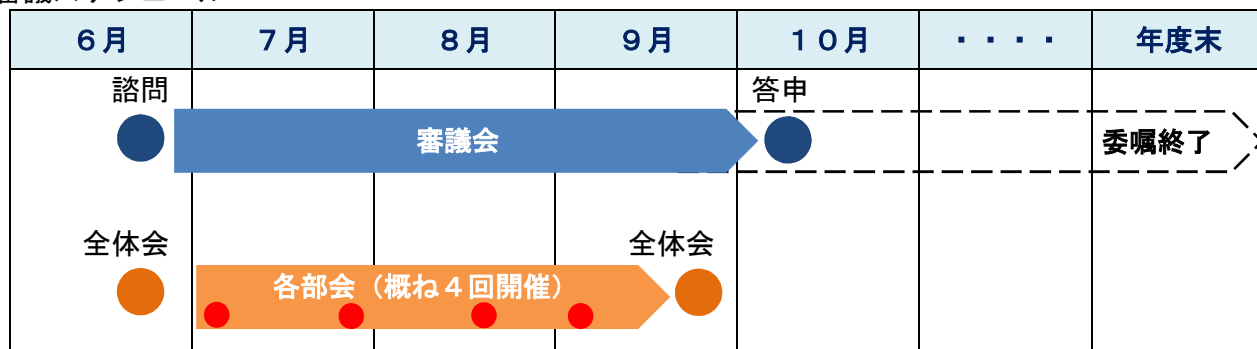 6月 7月 8月 9月 10月 ・・・・ 年度末
諮問 答申
審議会 委嘱終了
全体会 全体会
各部会（概ね4回開催）